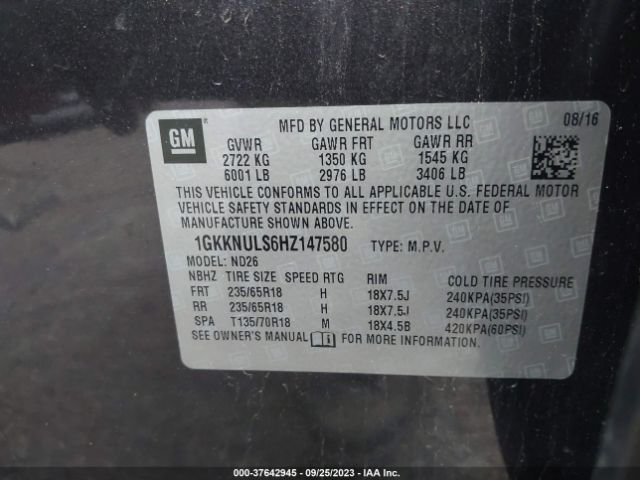 GM ®
MFD BY GENERAL MOTORS LLC 08/16
GVWR GAWR FRT GAWR RR
2722 KG 1350 KG 1545 KG
6001 LB 2976 LB 3406 LB
THIS VEHICLE CONFORMS TO ALL APPLICABLE U.S. FEDERAL MOTOR
VEHICLE SAFETY STANDARDS IN EFFECT ON THE DATE OF
MANUFACTURE SHOWN ABOVE.
1GKKNULS6HZ147580 TYPE: M.P.V.
MODEL: ND26
NBHZ TIRE SIZE SPEED RTG RIM COLD TIRE PRESSURE
FRT 235/65R18 H 18X7.5J 240KPA(35PSI)
RR 235/65R18 H 18X7.5J 240KPA(35PSI)
SPA T135/70R18 M 18X4.5B 420KPA(60PSI)
SEE OWNER'S MANUAL FOR MORE INFORMATION.
000-37642945 - 09/25/2023 - IAA Inc.